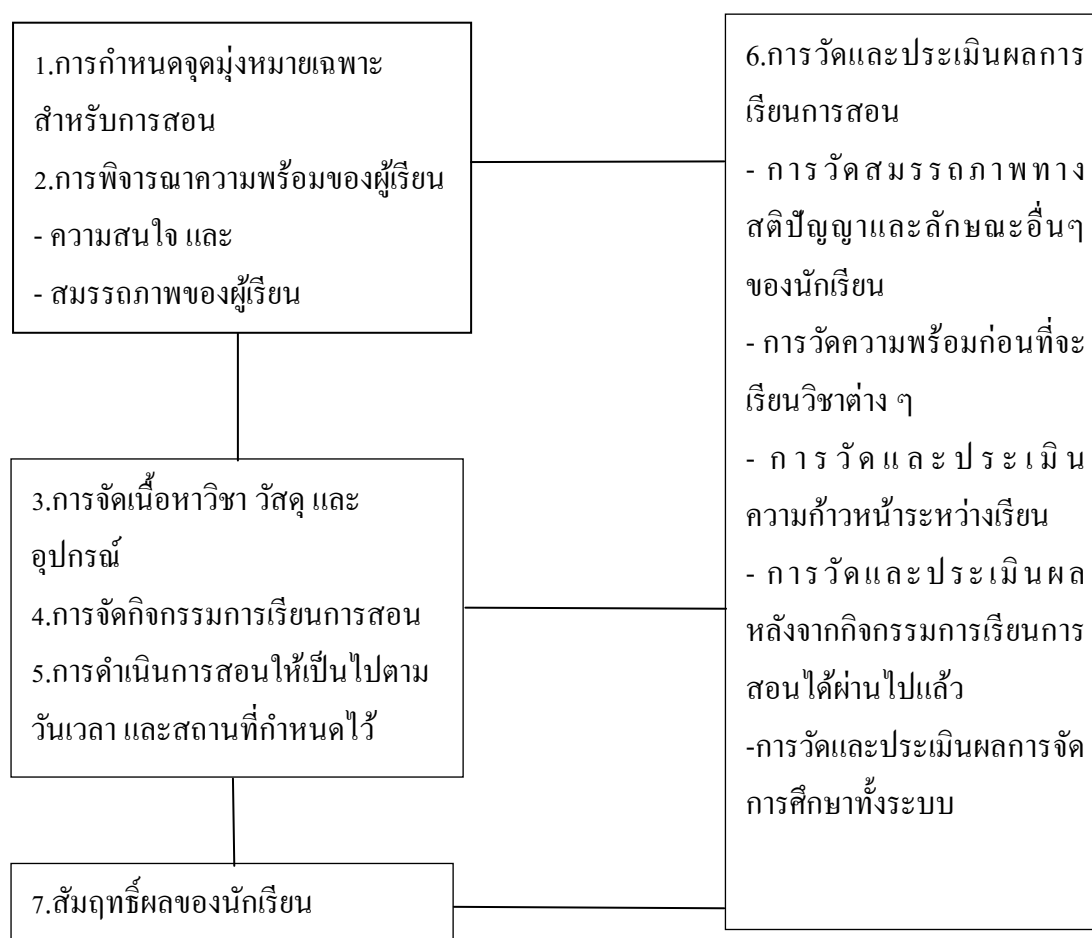 1.การกำหนดจุดมุ่งหมายเฉพาะ
สำหรับการสอน
2.การพิจารณาความพร้อมของผู้เรียน
- ความสนใจ และ
- สมรรถภาพของผู้เรียน
3.การจัดเนื้อหาวิชา วัสดุ และ
อุปกรณ์
4.การจัดกิจกรรมการเรียนการสอน
5.การดำเนินการสอนให้เป็นไปตาม
วันเวลา และสถานที่กำหนดไว้
7.สัมฤทธิ์ผลของนักเรียน
6.การวัดและประเมินผลการ
เรียนการสอน
- การวัดสมรรถภาพทาง
สติปัญญาและลักษณะอื่นๆ
ของนักเรียน
- การวัดความพร้อมก่อนที่จะ
เรียนวิชาต่าง ๆ
- การวัดและประเมิน
ความก้าวหน้าระหว่างเรียน
- การวัดและประเมินผล
หลังจากกิจกรรมการเรียนการ
สอนได้ผ่านไปแล้ว
-การวัดและประเมินผลการจัด
การศึกษาทั้งระบบ